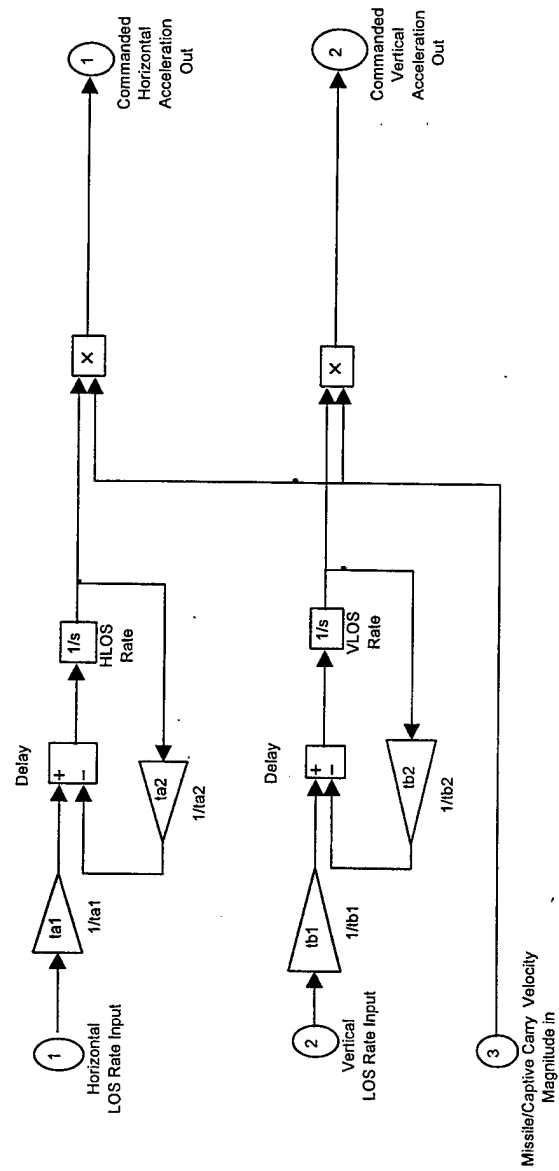 1
Horizontal
LOS Rate Input
ta1
1/ta1
Delay
+
−
1/s
HLOS
Rate
ta2
1/ta2
X
1
Commanded
Horizontal
Acceleration
Out
2
Vertical
LOS Rate Input
tb1
1/tb1
Delay
+
−
1/s
VLOS
Rate
tb2
1/tb2
X
2
Commanded
Vertical
Acceleration
Out
3
Missile/Captive Carry Velocity
Magnitude in